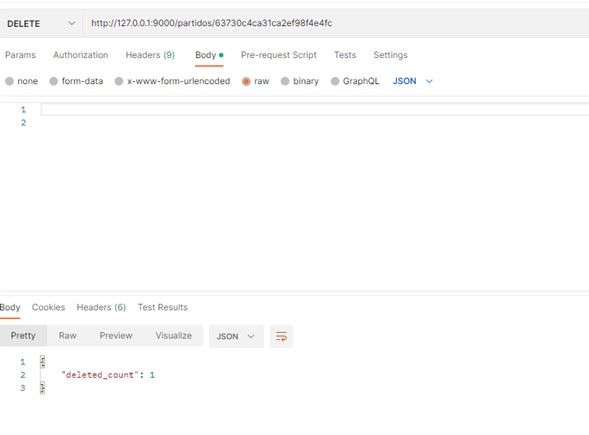 DELETE http://127.0.0.1:9000/partidos/63730c4ca31ca2ef98f4e4fc
Params Authorization Headers (9) Body Pre-request Script Tests Settings
none form-data x-www-form-urlencoded raw binary GraphQL JSON
1
2
Body Cookies Headers (6) Test Results
Pretty Raw Preview Visualize JSON
1 {
2 "deleted_count": 1
3 }